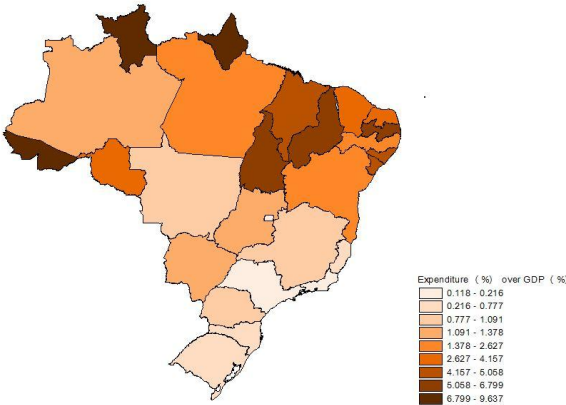 Expenditure ( %) over GDP ( %)
0.118 - 0.216
0.216 - 0.777
0.777 - 1.091
1.091 - 1.378
1.378 - 2.627
2.627 - 4.157
4.157 - 5.058
5.058 - 6.799
6.799 - 9.637